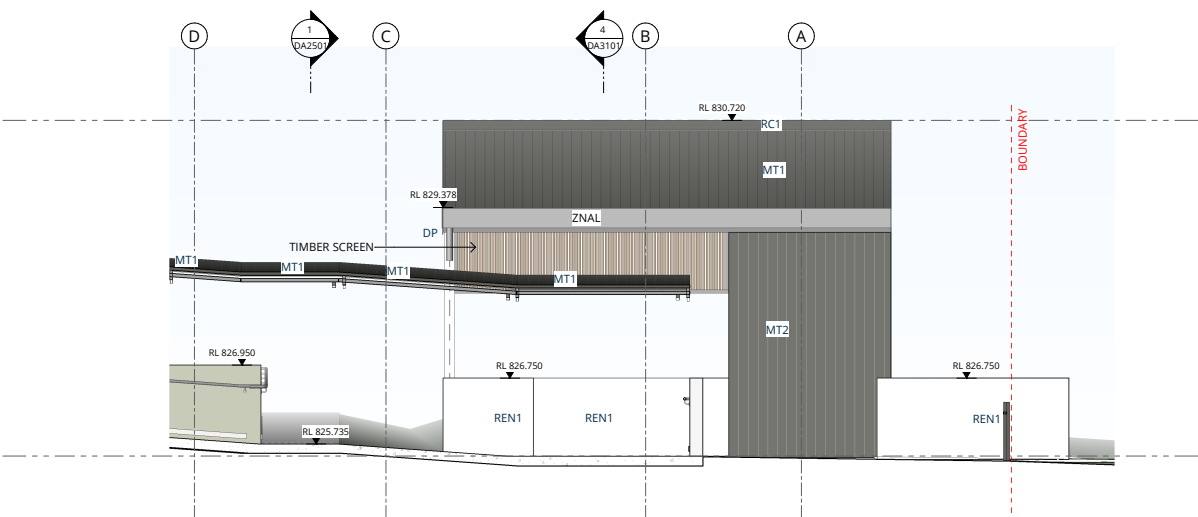 D
1
DA2501
C
4
DA3101
B
A
RL 830.720
RC1
BOUNDARY
MT1
RL 829.378
ZNAL
DP
TIMBER SCREEN
MT1
MT1
MT1
MT1
MT2
RL 826.950
RL 826.750
RL 826.750
REN1
REN1
REN1
RL 825.735